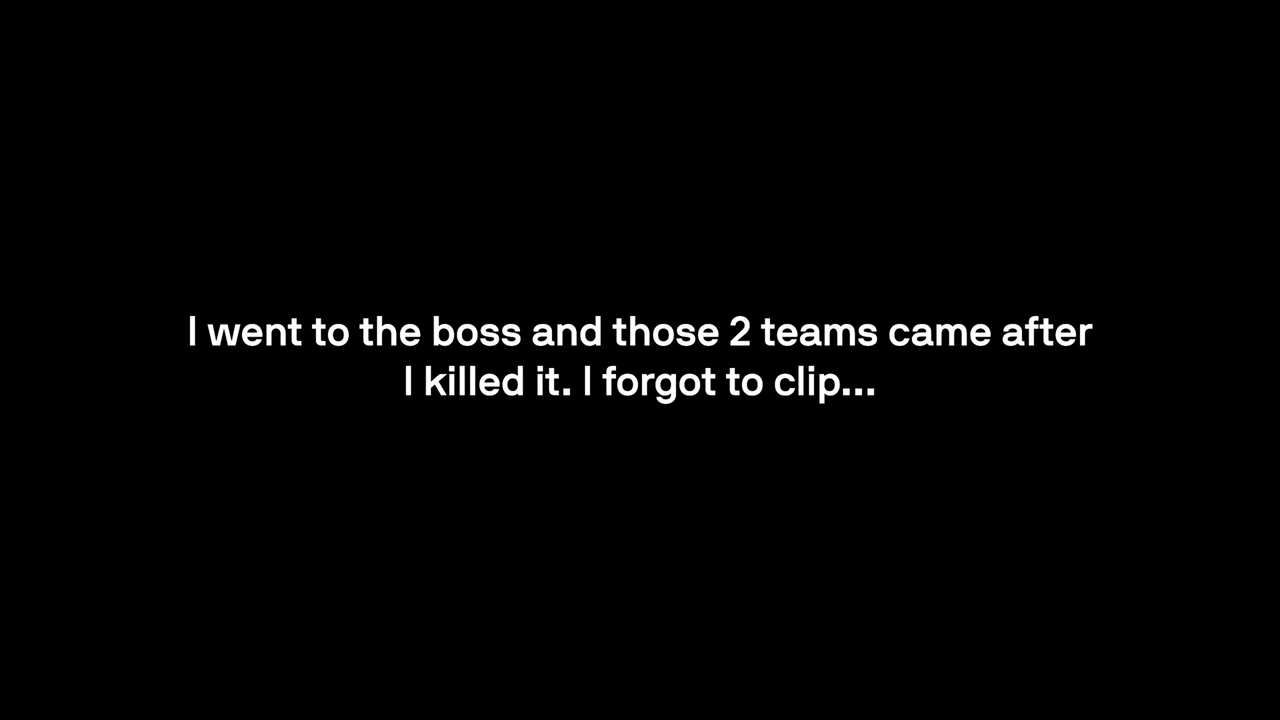 I went to the boss and those 2 teams came after
I killed it. I forgot to clip...